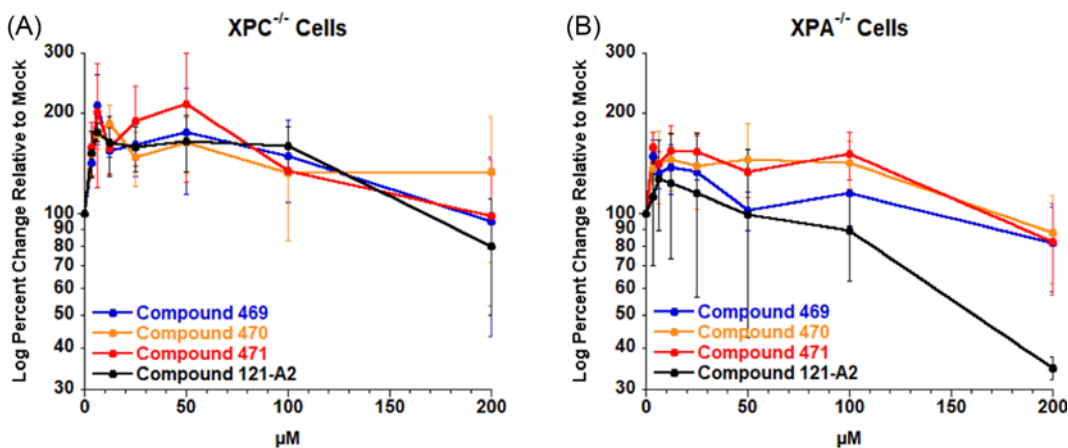 (A)
XPC-/- Cells
Log Percent Change Relative to Mock
300
200
100
90
80
70
60
50
40
30
Compound 469
Compound 470
Compound 471
Compound 121-A2
0
50
100
150
200
µM
(B)
XPA-/- Cells
Log Percent Change Relative to Mock
300
200
100
90
80
70
60
50
40
30
Compound 469
Compound 470
Compound 471
Compound 121-A2
0
50
100
150
200
µM